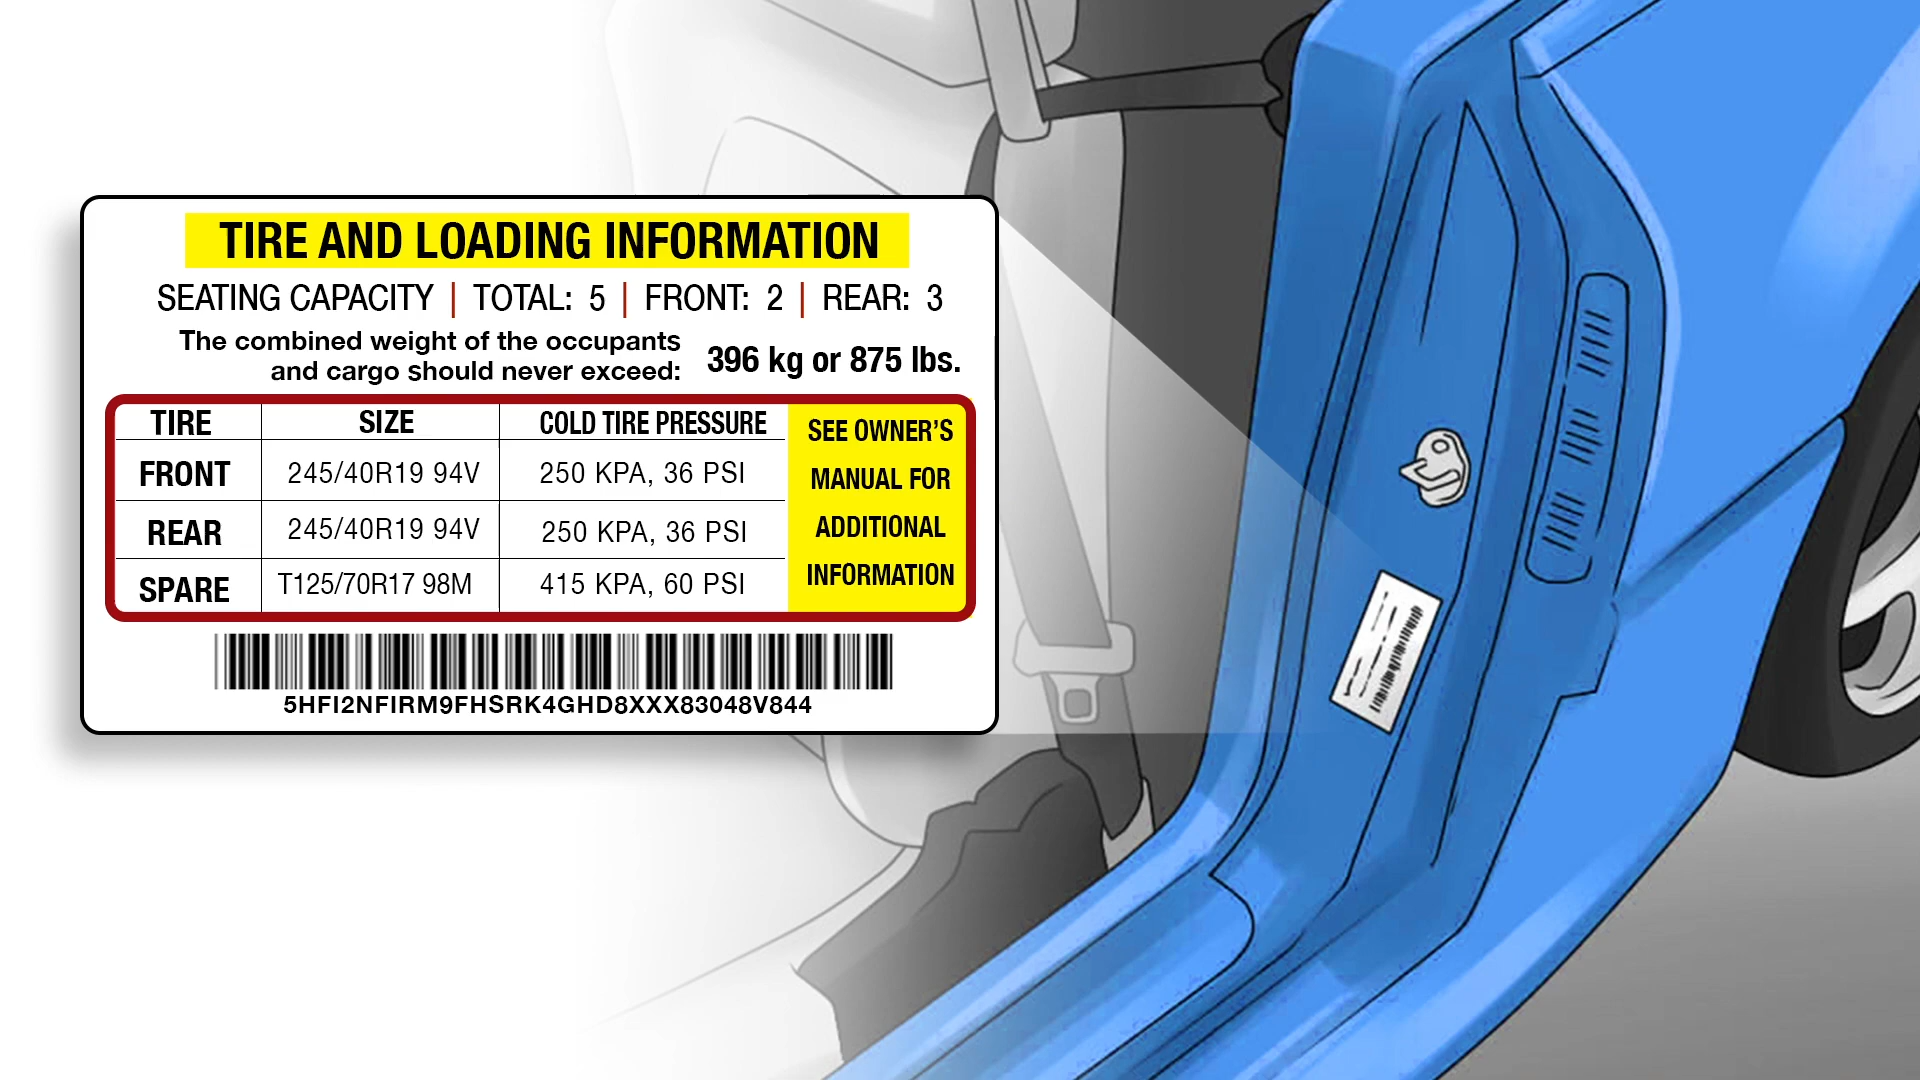 TIRE AND LOADING INFORMATION
SEATING CAPACITY | TOTAL: 5 | FRONT: 2 | REAR: 3
The combined weight of the occupants
and cargo should never exceed: 396 kg or 875 lbs.
TIRE SIZE COLD TIRE PRESSURE
FRONT 245/40R19 94V 250 KPA, 36 PSI
REAR 245/40R19 94V 250 KPA, 36 PSI
SPARE T125/70R17 98M 415 KPA, 60 PSI
SEE OWNER'S
MANUAL FOR
ADDITIONAL
INFORMATION
5HFI2NFIRM9FHSRK4GHD8XXX83048V844